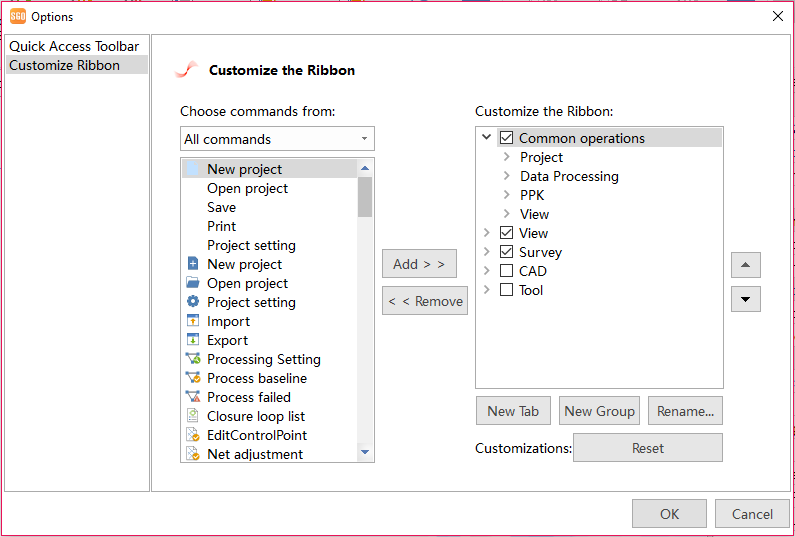 SGO Options
Quick Access Toolbar
Customize Ribbon
Customize the Ribbon
Choose commands from:
All commands
New project
Open project
Save
Print
Project setting
New project
Open project
Project setting
Import
Export
Processing Setting
Process baseline
Process failed
Closure loop list
EditControlPoint
Net adjustment
Add > >
< < Remove
Customize the Ribbon:
Common operations
Project
Data Processing
PPK
View
View
Survey
CAD
Tool
New Tab
New Group
Rename...
Customizations:
Reset
OK
Cancel